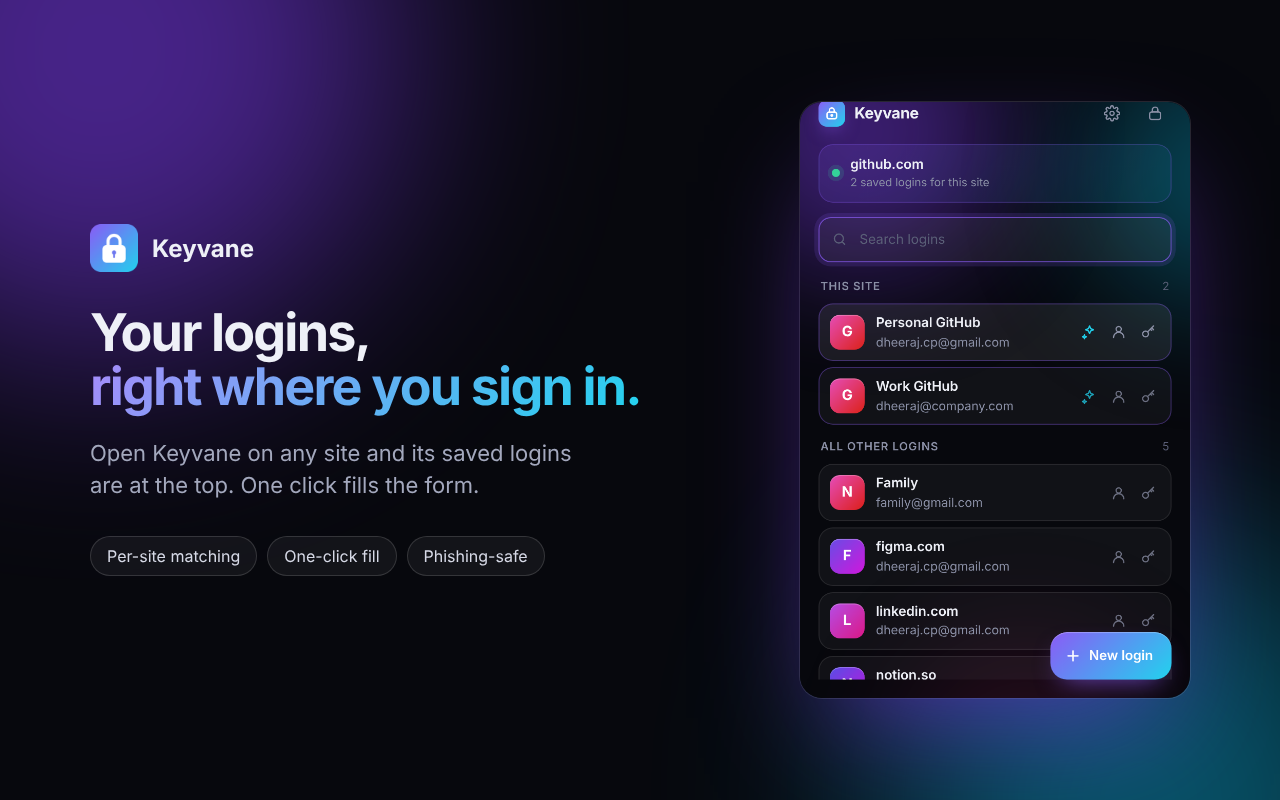 Keyvane
Your logins,
right where you sign in.
Open Keyvane on any site and its saved logins
are at the top. One click fills the form.
Per-site matching
One-click fill
Phishing-safe
Keyvane
github.com
2 saved logins for this site
Search logins
THIS SITE 2
G
Personal GitHub
dheeraj.cp@gmail.com
G
Work GitHub
dheeraj@company.com
ALL OTHER LOGINS 5
N
Family
family@gmail.com
F
figma.com
dheeraj.cp@gmail.com
L
linkedin.com
dheeraj.cp@gmail.com
notion.so
+ New login